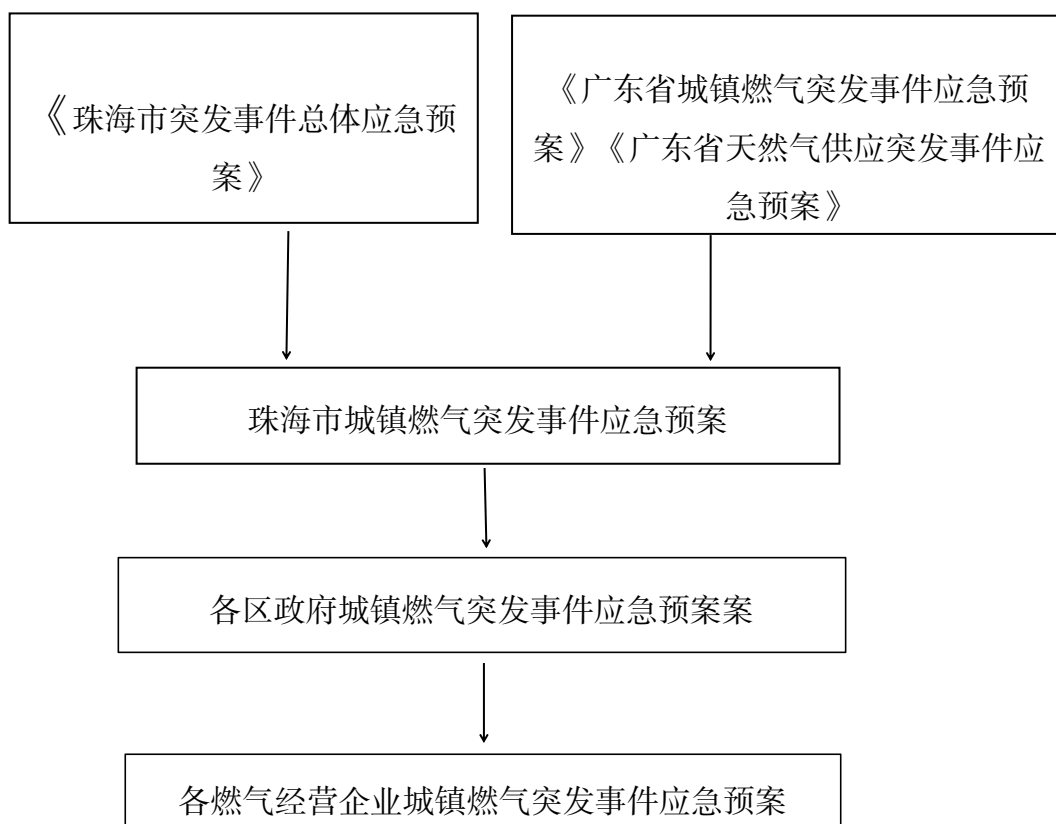 《珠海市突发事件总体应急预
案》
《广东省城镇燃气突发事件应急预
案》《广东省天然气供应突发事件应
急预案》
珠海市城镇燃气突发事件应急预案
各区政府城镇燃气突发事件应急预案案
各燃气经营企业城镇燃气突发事件应急预案